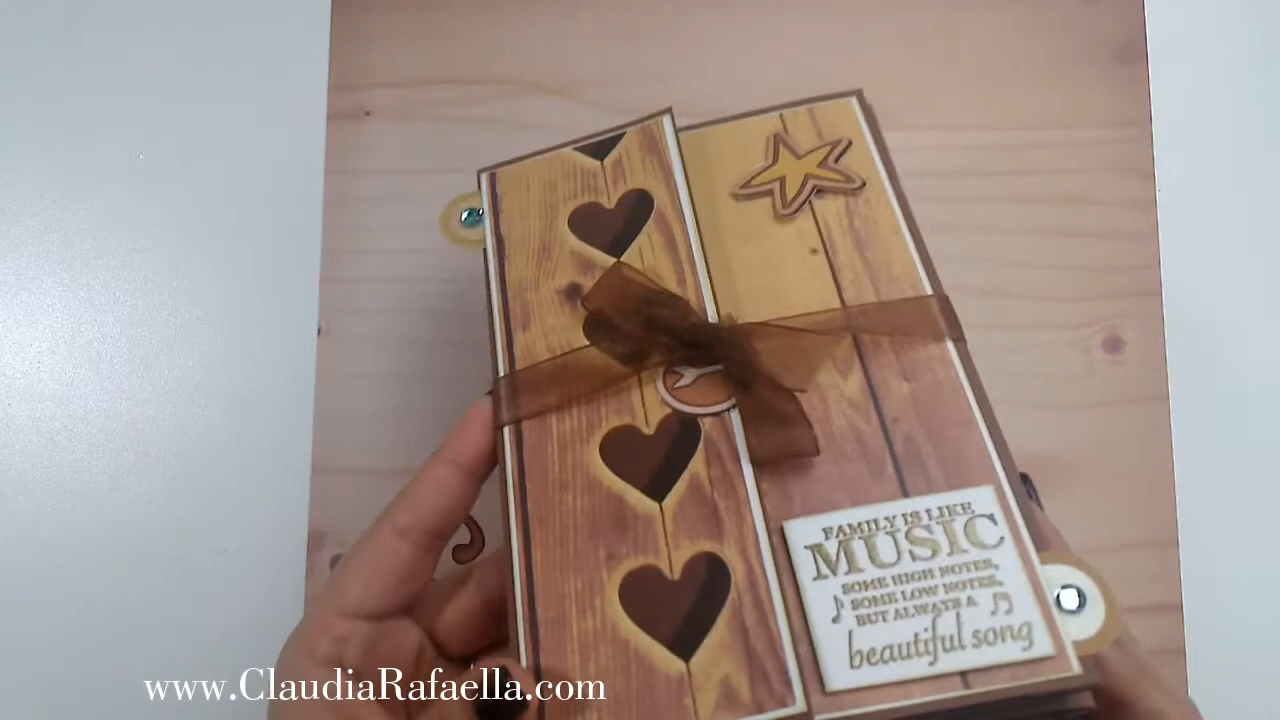 FAMILY IS LIKE
MUSIC
SOME HIGH NOTES,
SOME LOW NOTES,
BUT ALWAYS A
beautiful song
www.ClaudiaRafaella.com